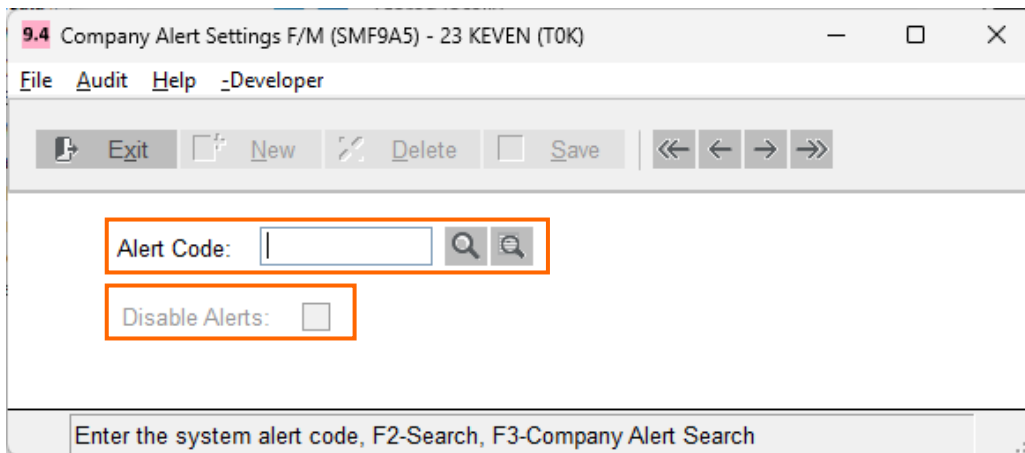 9.4 Company Alert Settings F/M (SMF9A5) - 23 KEVEN (T0K)
File Audit Help -Developer
Exit New Delete Save
Alert Code:
Disable Alerts:
Enter the system alert code, F2-Search, F3-Company Alert Search